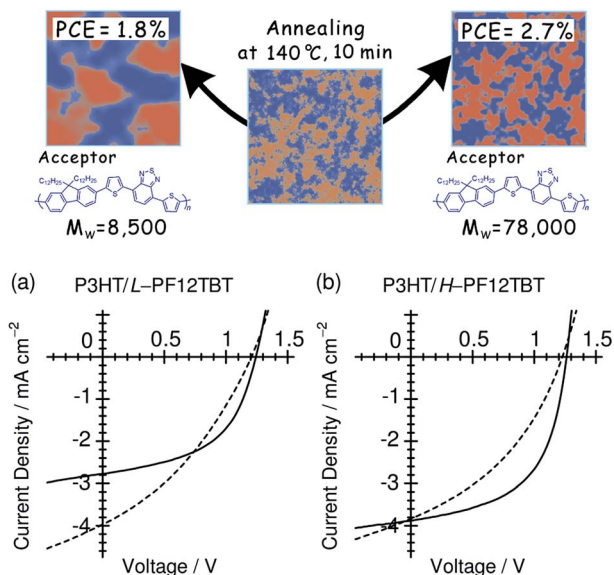 PCE = 1.8%
Annealing
at 140 ℃, 10 min
PCE = 2.7%
Acceptor
C12H25 C12H25
N S N
S
S
n
Mw=8,500
Acceptor
C12H25 C12H25
N S N
S
S
n
Mw=78,000
(a) P3HT/L–PF12TBT
0 0.5 1 1.5
-1
-2
-3
-4
Current Density / mA cm−2
Voltage / V
(b) P3HT/H–PF12TBT
0 0.5 1 1.5
-1
-2
-3
-4
Current Density / mA cm−2
Voltage / V